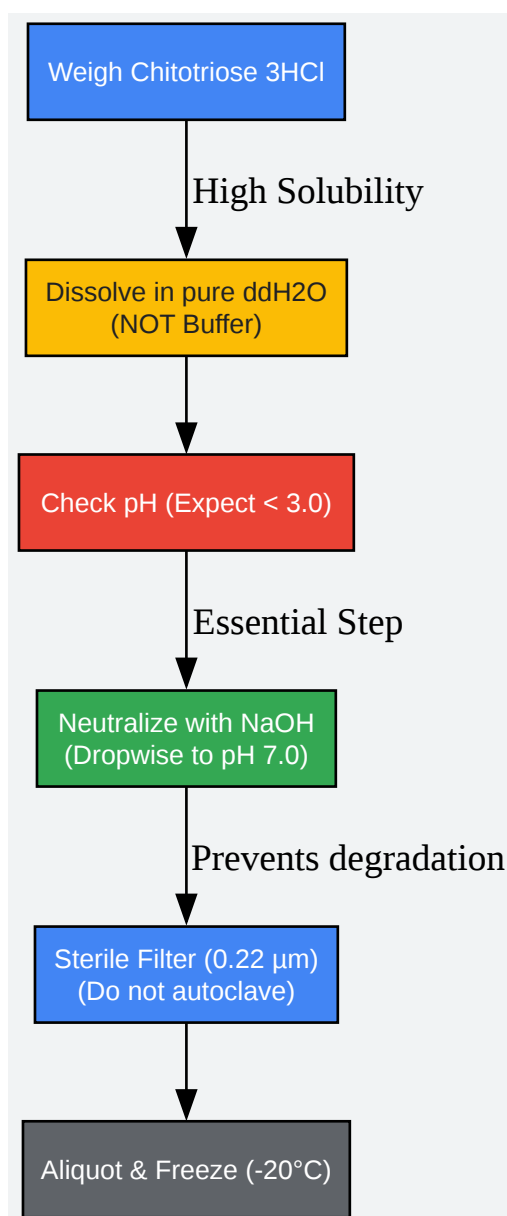 Weigh Chitotriose 3HCl
High Solubility
Dissolve in pure ddH2O
(NOT Buffer)
Check pH (Expect < 3.0)
Essential Step
Neutralize with NaOH
(Dropwise to pH 7.0)
Prevents degradation
Sterile Filter (0.22 µm)
(Do not autoclave)
Aliquot & Freeze (-20°C)